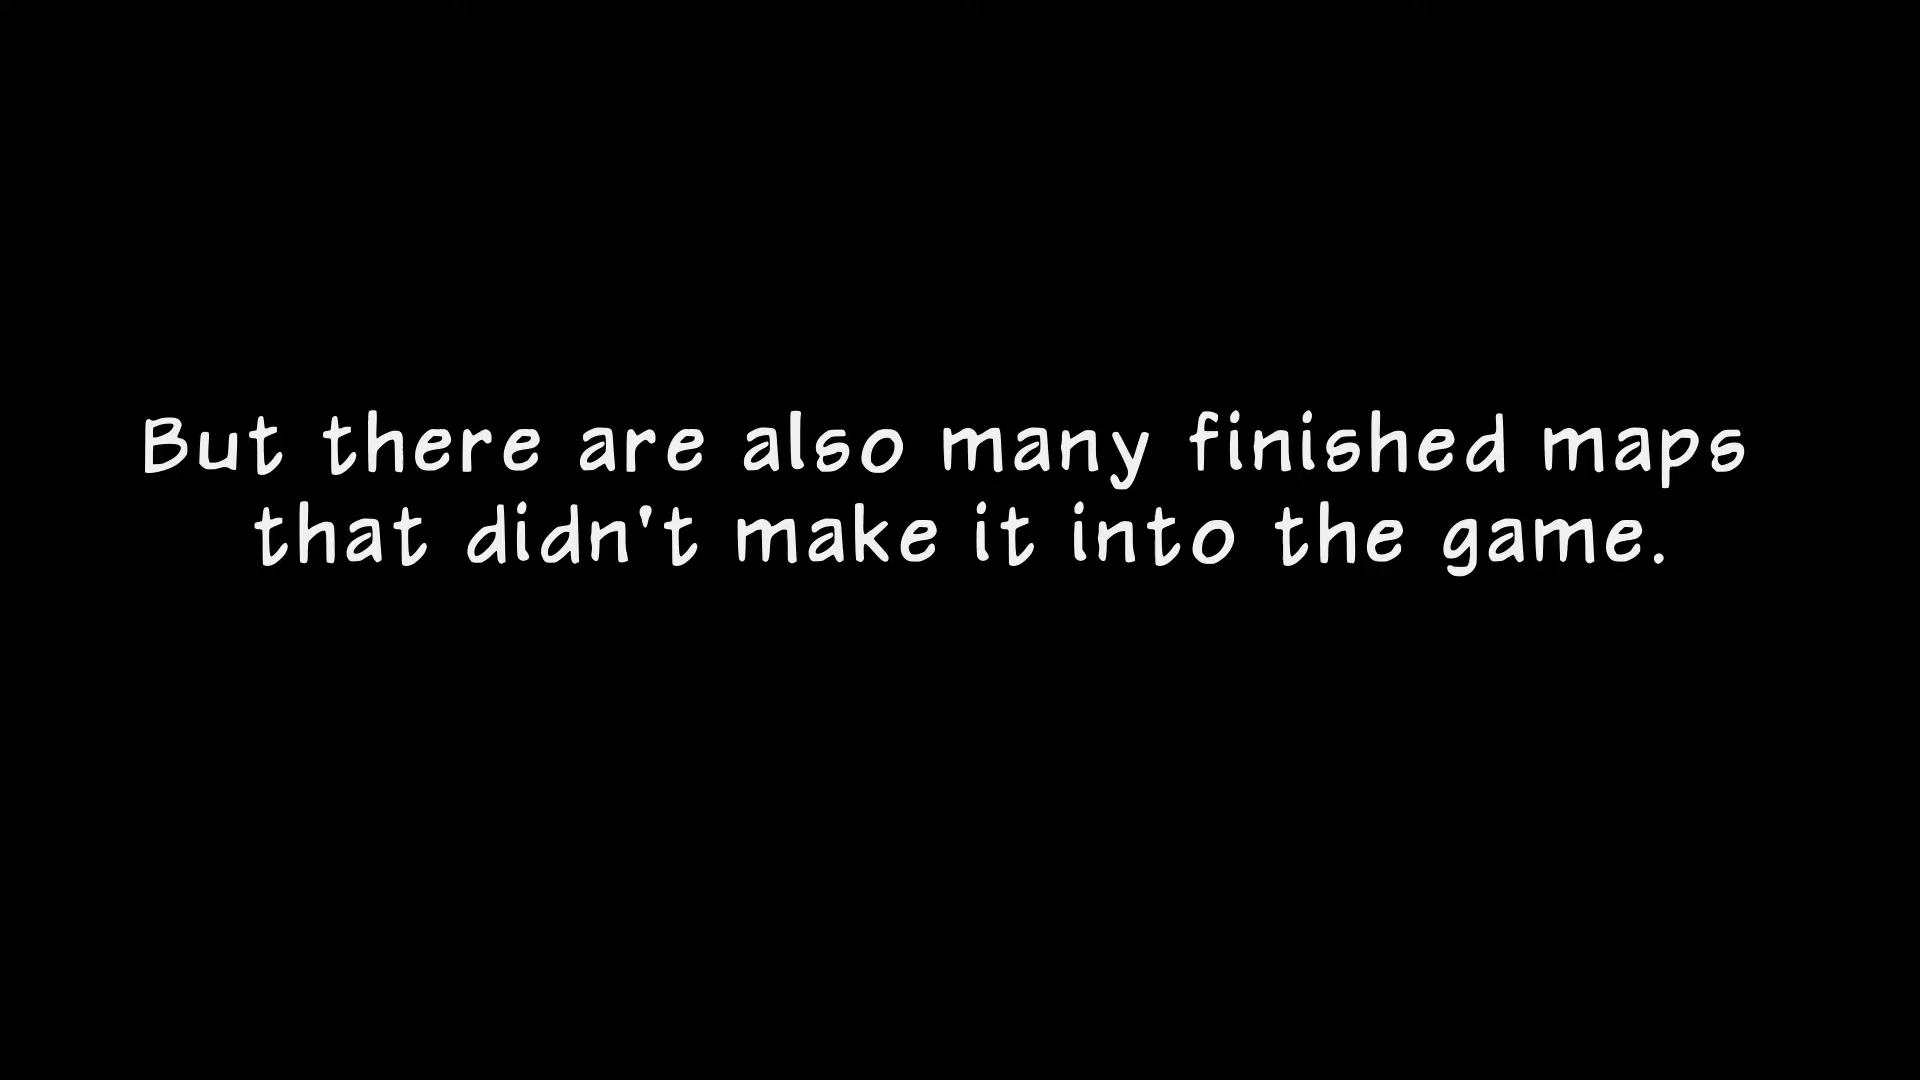 But there are also many finished maps
that didn't make it into the game.